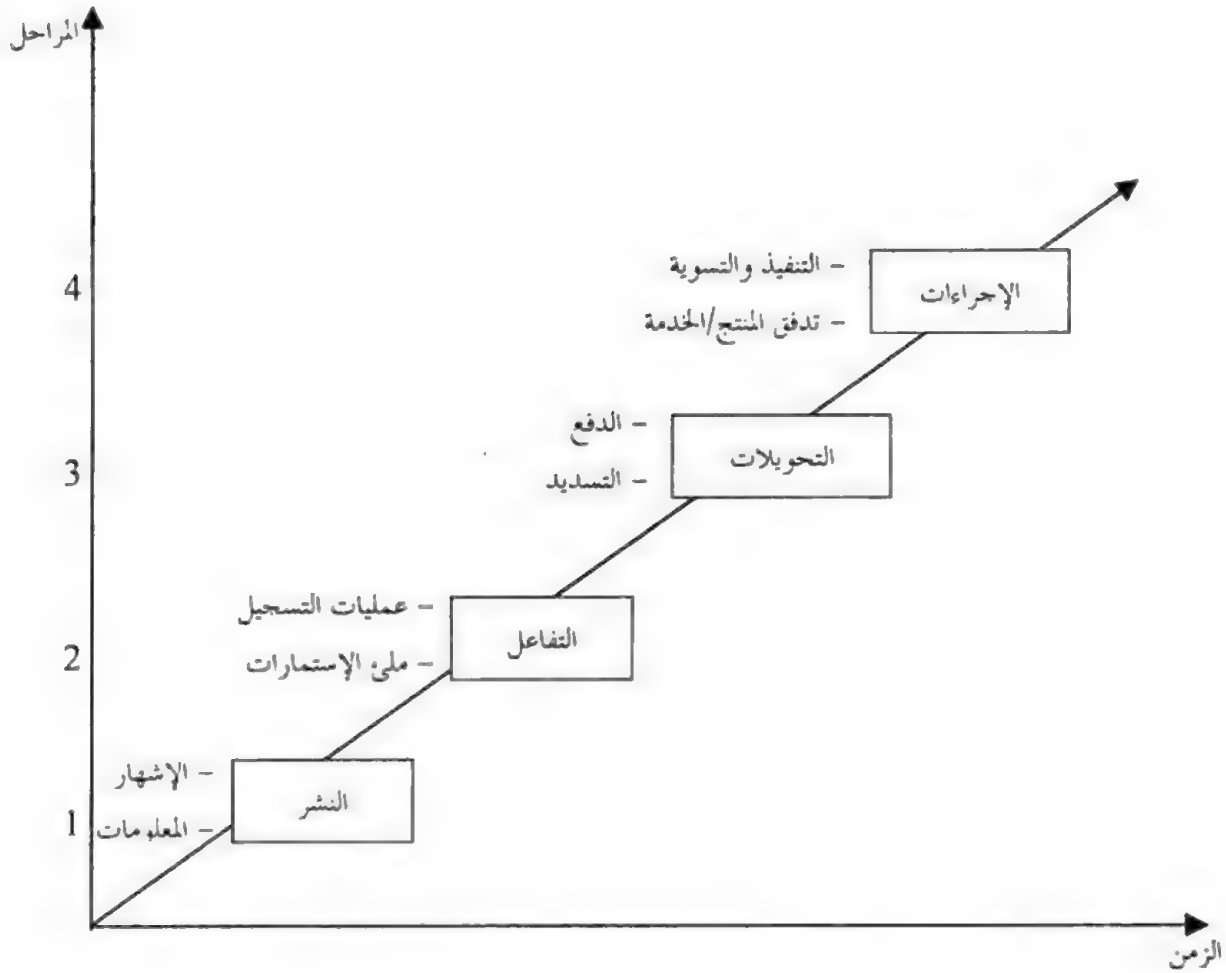 المراحل
4
الإجراءات
- التنفيذ والتسوية
- تدفق المنتج/الخدمة
3
التحويلات
- الدفع
- التسديد
2
التفاعل
- عمليات التسجيل
- ملئ الإستمارات
1
النشر
- الإشهار
- المعلومات
الزمن